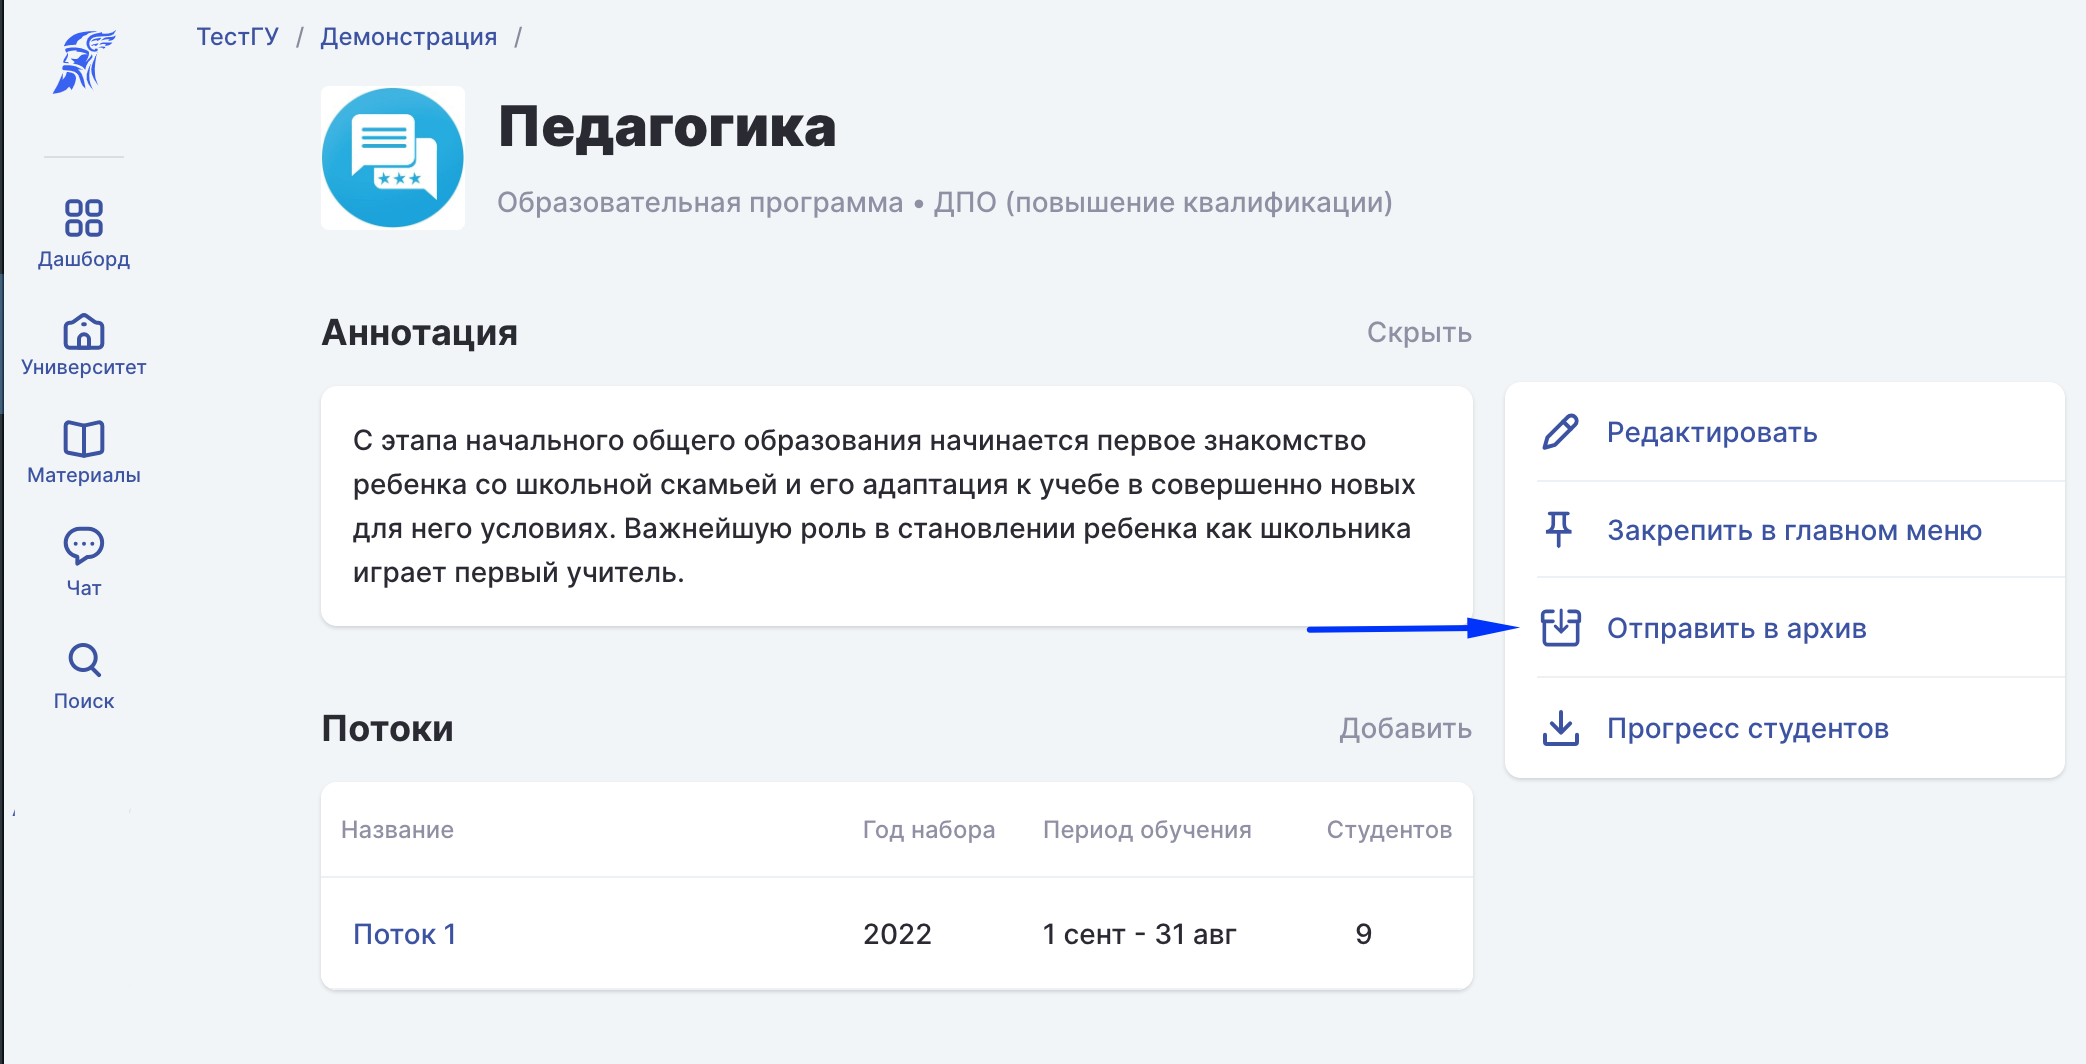 ТестГУ / Демонстрация /
Педагогика
Образовательная программа • ДПО (повышение квалификации)
Дашборд
Университет
Материалы
Чат
Поиск
Аннотация
Скрыть
С этапа начального общего образования начинается первое знакомство
ребенка со школьной скамьей и его адаптация к учебе в совершенно новых
для него условиях. Важнейшую роль в становлении ребенка как школьника
играет первый учитель.
Редактировать
Закрепить в главном меню
Отправить в архив
Прогресс студентов
Потоки
Добавить
Название Год набора Период обучения Студентов
Поток 1 2022 1 сент - 31 авг 9